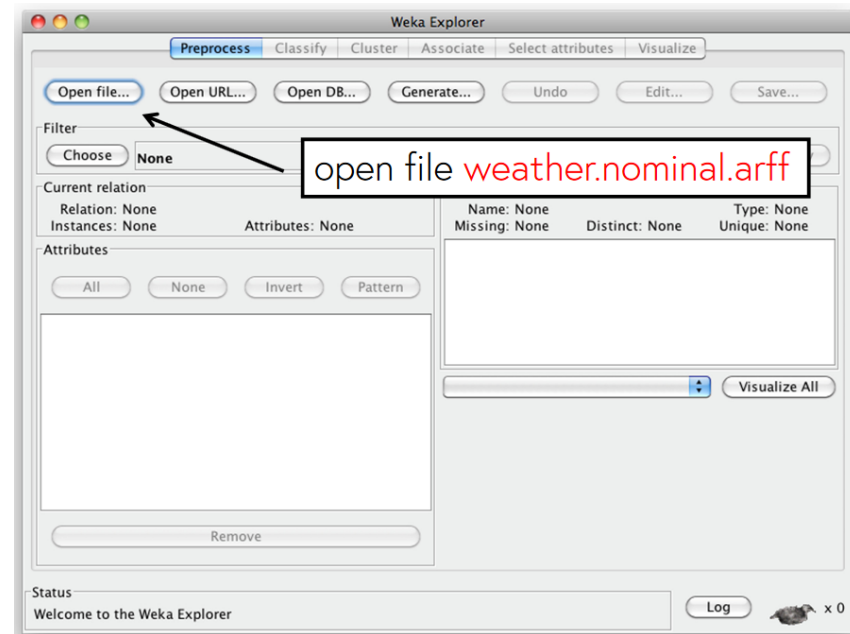 Weka Explorer
Preprocess Classify Cluster Associate Select attributes Visualize
Open file... Open URL... Open DB... Generate... Undo Edit... Save...
Filter
Choose None
open file weather.nominal.arff
Current relation
Relation: None
Instances: None Attributes: None
Name: None Type: None
Missing: None Distinct: None Unique: None
Attributes
All None Invert Pattern
Visualize All
Remove
Status
Welcome to the Weka Explorer
Log x 0